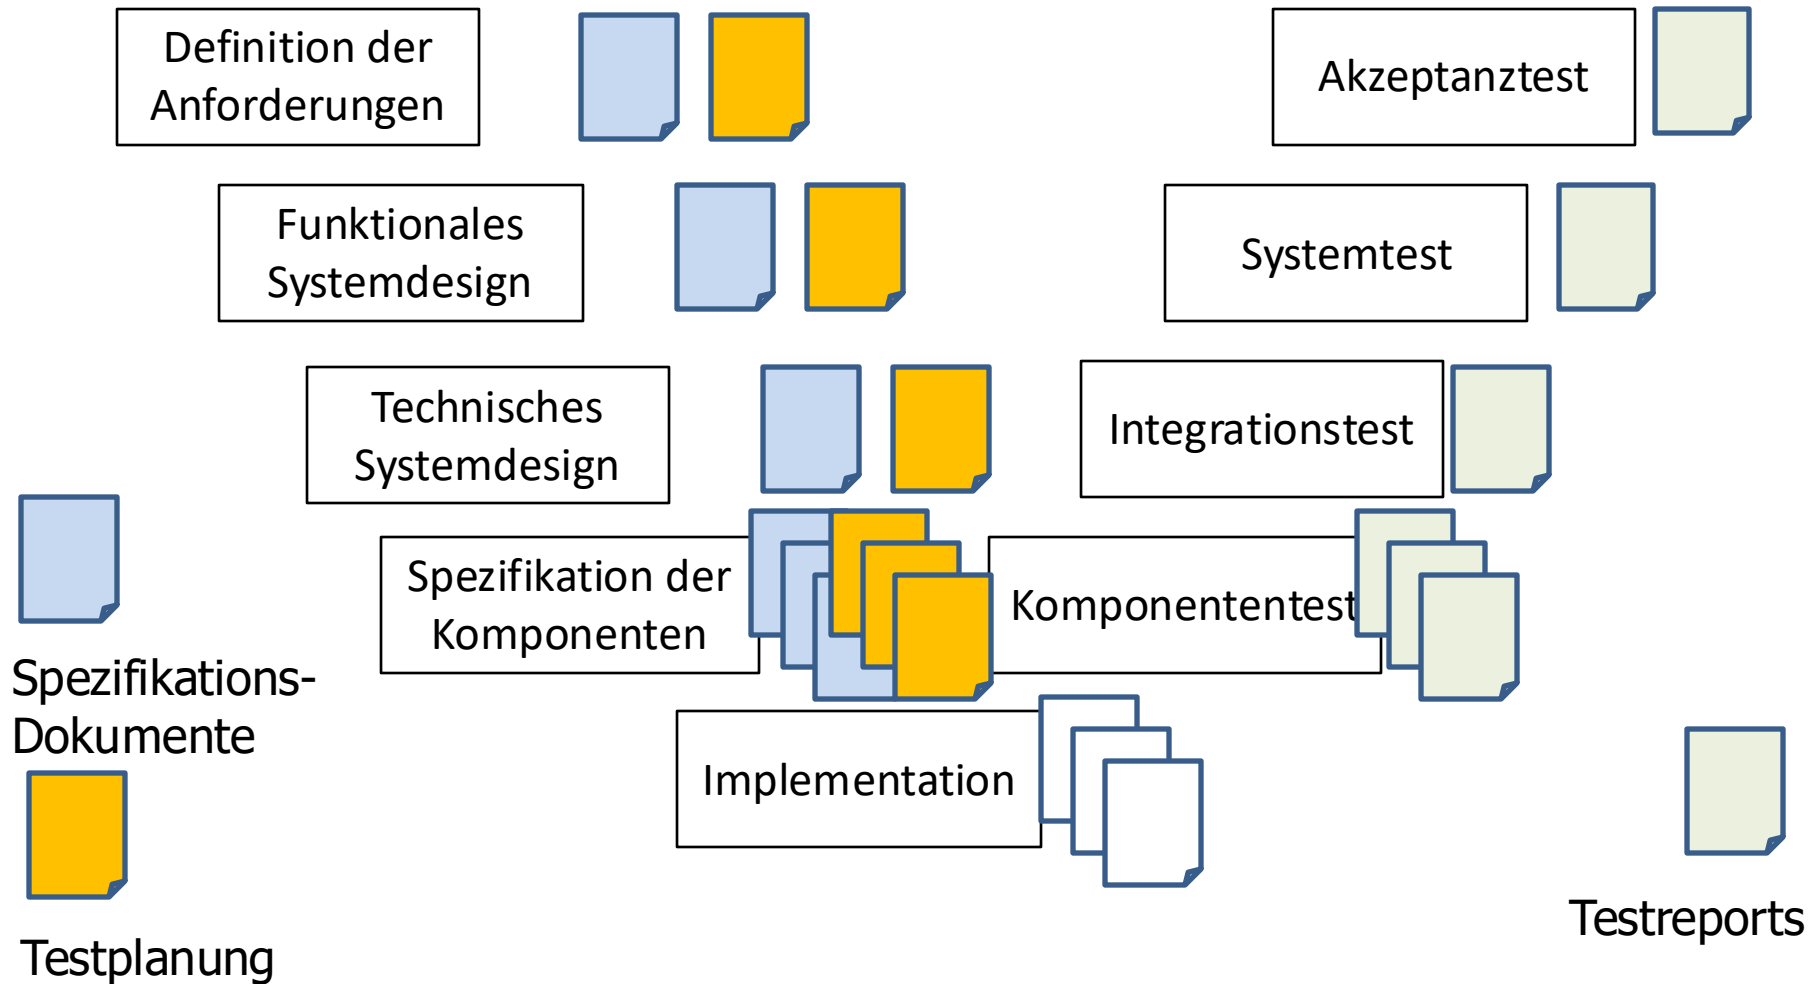 Definition der
Anforderungen
Akzeptanztest
Funktionales
Systemdesign
Systemtest
Technisches
Systemdesign
Integrationstest
Spezifikation der
Komponenten
Komponententest
Spezifikations-
Dokumente
Implementation
Testreports
Testplanung